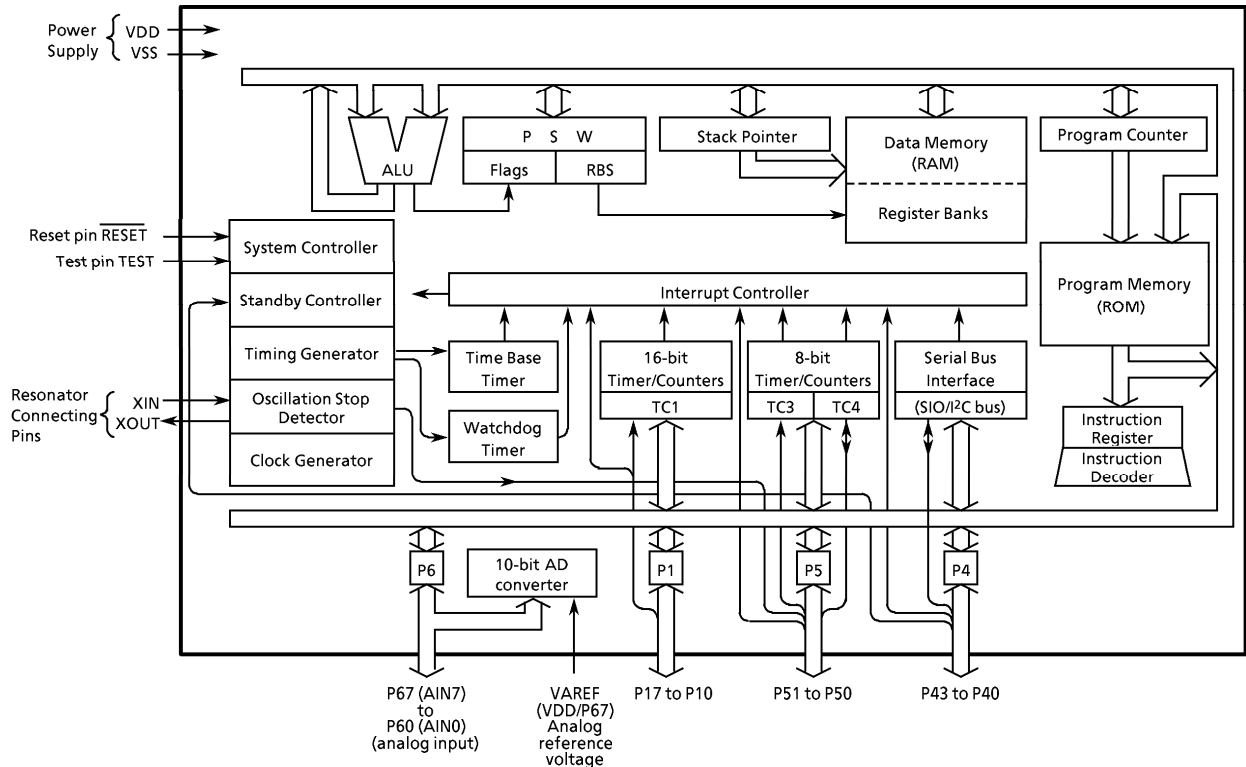 Power
Supply
VDD
VSS
P S W
Flags
RBS
ALU
Stack Pointer
Data Memory
(RAM)
Register Banks
Program Counter
Program Memory
(ROM)
Reset pin RESET
Test pin TEST
System Controller
Standby Controller
Timing Generator
Oscillation Stop
Detector
Clock Generator
Resonator
Connecting
Pins
XIN
XOUT
Interrupt Controller
Time Base
Timer
Watchdog
Timer
16-bit
Timer/Counters
TC1
8-bit
Timer/Counters
TC3
TC4
Serial Bus
Interface
(SIO/I²C bus)
Instruction
Register
Instruction
Decoder
P6
10-bit AD
converter
P1
P5
P4
P67 (AIN7)
to
P60 (AIN0)
(analog input)
VAREF
(VDD/P67)
Analog
reference
voltage
P17 to P10
P51 to P50
P43 to P40